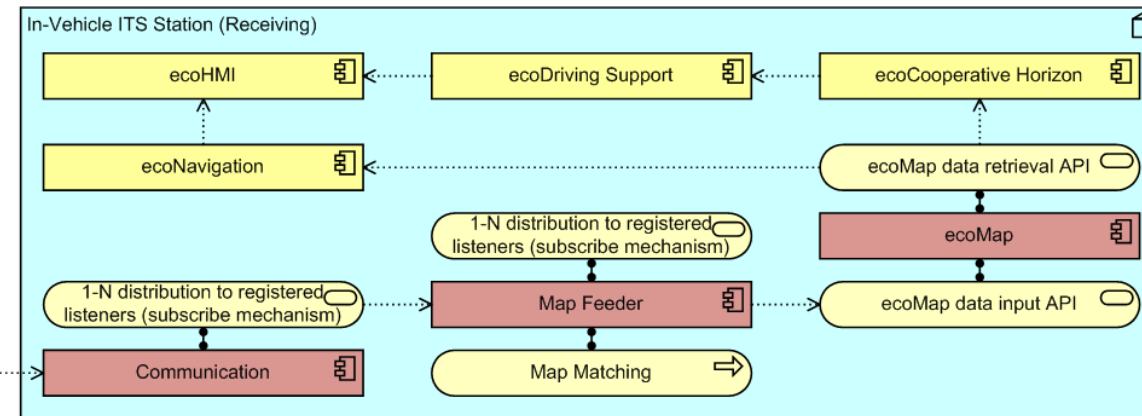 In-Vehicle ITS Station (Receiving)
ecoHMI
ecoDriving Support
ecoCooperative Horizon
ecoNavigation
ecoMap data retrieval API
1-N distribution to registered
listeners (subscribe mechanism)
ecoMap
1-N distribution to registered
listeners (subscribe mechanism)
Map Feeder
ecoMap data input API
Communication
Map Matching